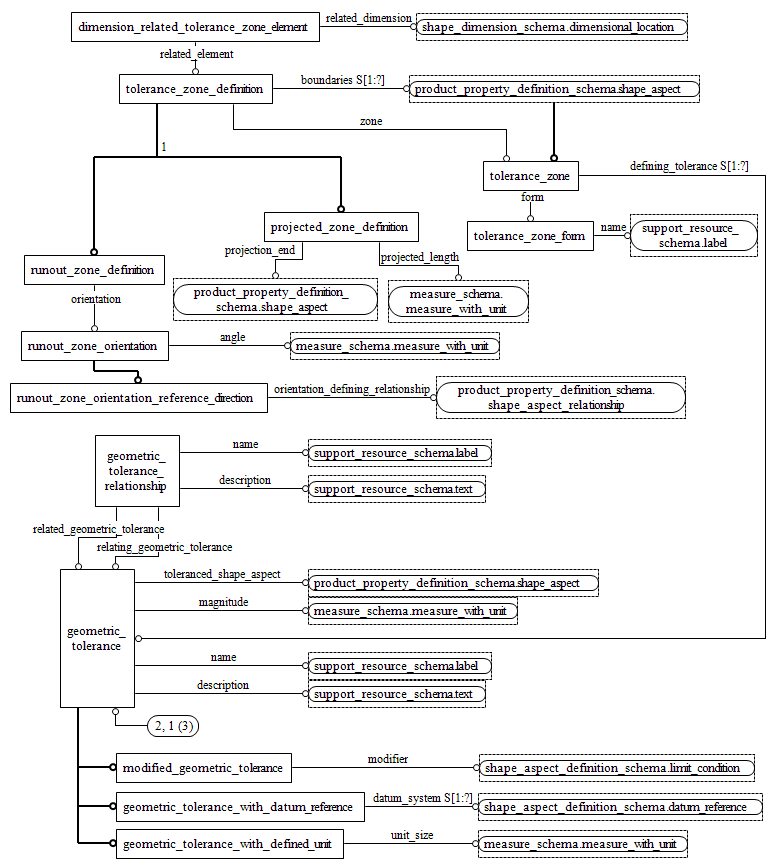 dimension_related_tolerance_zone_element
related_dimension
shape_dimension_schema.dimensional_location
related_element
tolerance_zone_definition
boundaries S[1:?]
product_property_definition_schema.shape_aspect
zone
1
tolerance_zone
defining_tolerance S[1:?]
form
projected_zone_definition
tolerance_zone_form
name
support_resource_
schema.label
projection_end
projected_length
runout_zone_definition
product_property_definition_
schema.shape_aspect
measure_schema.
measure_with_unit
orientation
runout_zone_orientation
angle
measure_schema.measure_with_unit
runout_zone_orientation_reference_direction
orientation_defining_relationship
product_property_definition_schema.
shape_aspect_relationship
geometric_
tolerance_
relationship
name
support_resource_schema.label
description
support_resource_schema.text
related_geometric_tolerance
relating_geometric_tolerance
toleranced_shape_aspect
product_property_definition_schema.shape_aspect
magnitude
measure_schema.measure_with_unit
geometric_
tolerance
name
support_resource_schema.label
description
support_resource_schema.text
2, 1 (3)
modified_geometric_tolerance
modifier
shape_aspect_definition_schema.limit_condition
geometric_tolerance_with_datum_reference
datum_system S[1:?]
shape_aspect_definition_schema.datum_reference
geometric_tolerance_with_defined_unit
unit_size
measure_schema.measure_with_unit